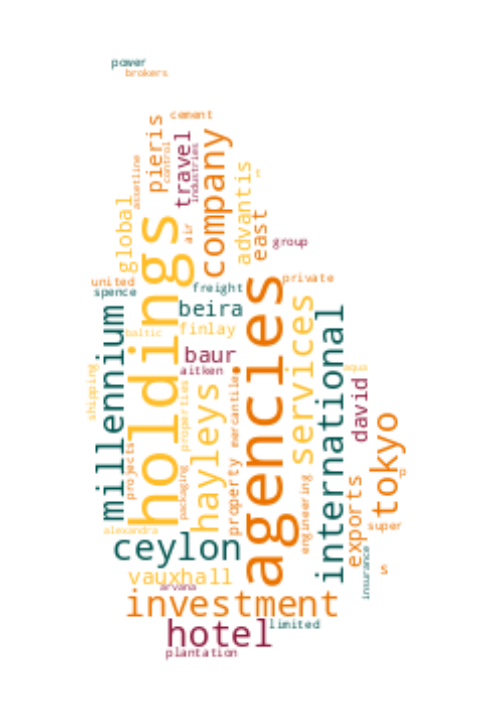 power
brokers
cement
pieris
control
travel
industries
company
assetline
advantis
t
global
air
east
group
holdings
united
spence
freight
private
agencies
beira
services
millennium
baltic
finlay
international
baur
aitken
shipping
properties
hayleys
mercantile
david
tokyo
projects
packaging
property
engineering
exports
super
alexandra
ceylon
insurance
vauxhall
arvana
investment
limited
hotel
plantation